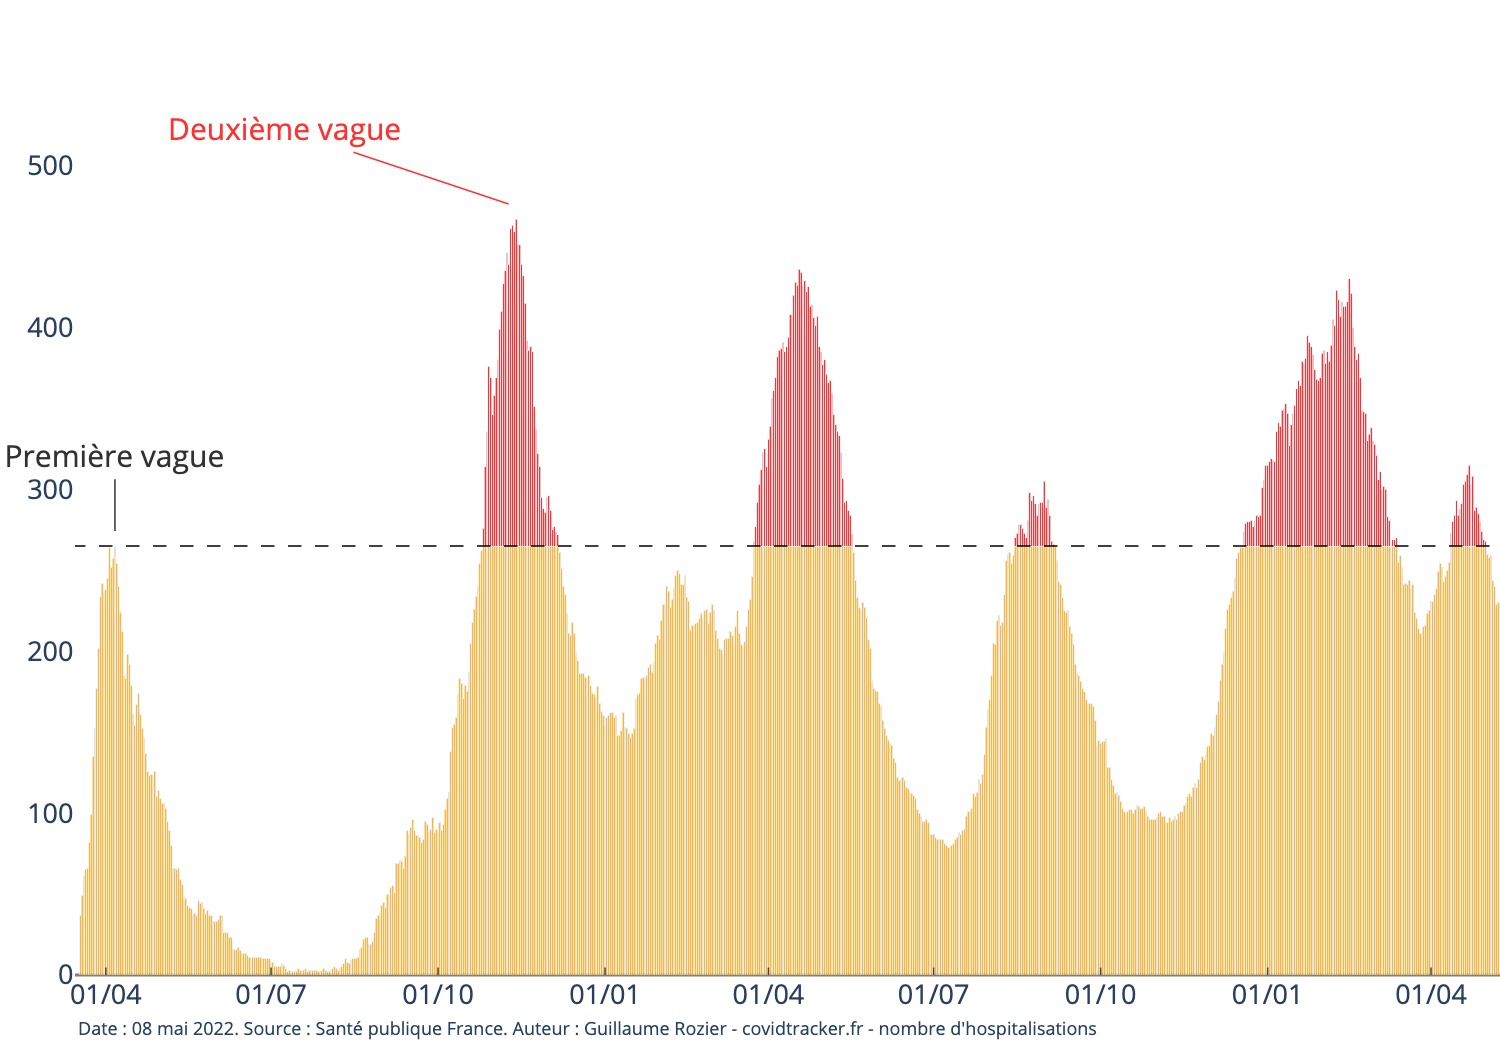 Deuxième vague
500
400
Première vague
300
200
100
0
01/04 01/07 01/10 01/01 01/04 01/07 01/10 01/01 01/04
Date : 08 mai 2022. Source : Santé publique France. Auteur : Guillaume Rozier - covidtracker.fr - nombre d'hospitalisations